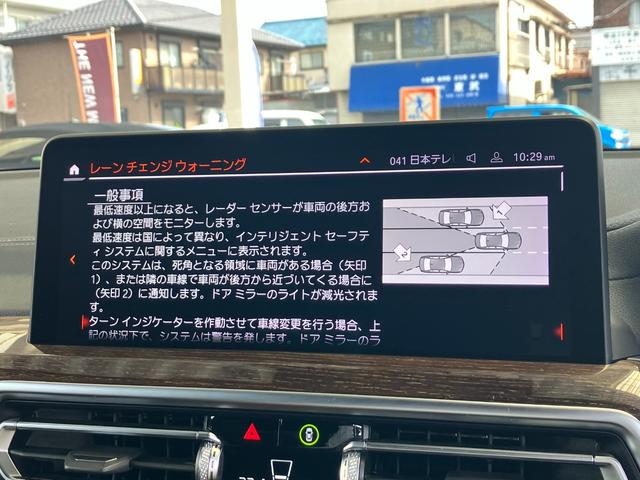 レーン チェンジ ウォーニング
041 日本テレ
10:29 am
一般事項
最低速度以上になると、レーダー センサーが車両の後方お
よび横の空間をモニターします。
最低速度は国によって異なり、インテリジェント セーフテ
ィ システムに関するメニューに表示されます。
このシステムは、死角となる領域に車両がある場合（矢印
1）、または隣の車線で車両が後方から近づいてくる場合に
（矢印 2）に通知します。ドア ミラーのライトが減光されま
す。
ターン インジケーターを作動させて車線変更を行う場合、上
記の状況下で、システムは警告を発します。ドア ミラーのラ